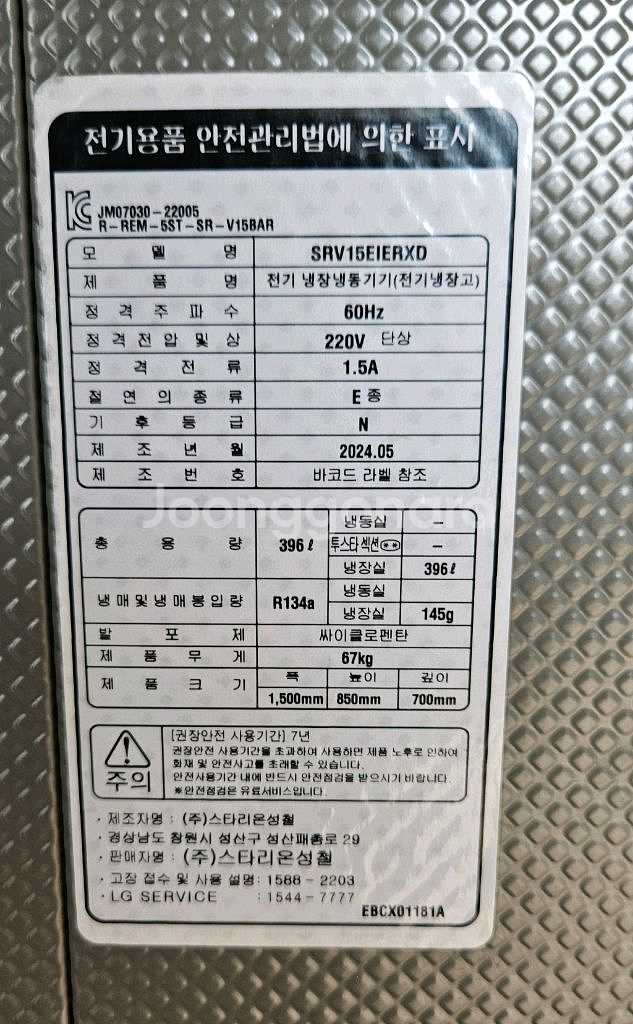 전기용품 안전관리법에 의한 표시
JM07030-22005
R-REM-5ST-SR-V15BAR
모 델 명 SRV15EIERXD
제 품 명 전기 냉장냉동기기(전기냉장고)
정 격 주 파 수 60Hz
정 격 전 압 및 상 220V 단상
정 격 전 류 1.5A
절 연 의 종 류 E 종
기 후 등 급 N
제 조 년 월 2024.05
제 조 번 호 바코드 라벨 참조
Joonggonara
총 용 량 396ℓ 냉동실 -
투스타섹션 -
냉장실 396ℓ
냉 매 및 냉 매 봉 입 량 R134a 냉동실
냉장실 145g
발 포 제 싸이클로펜탄
제 품 무 게 67kg
제 품 크 기 폭 높이 깊이
1,500mm 850mm 700mm
주의
[권장안전 사용기간] 7년
권장안전 사용기간을 초과하여 사용하면 제품 노후로 인하여
화재 및 안전사고를 초래할 수 있습니다.
안전사용기간 내에 반드시 안전점검을 받으시기 바랍니다.
※안전점검은 유료서비스입니다.
· 제조자명 : (주)스타리온성철
· 경상남도 창원시 성산구 성산패총로 29
· 판매자명 : (주)스타리온성철
· 고장 접수 및 사용 설명: 1588-2203
· LG SERVICE : 1544-7777
EBCX01181A